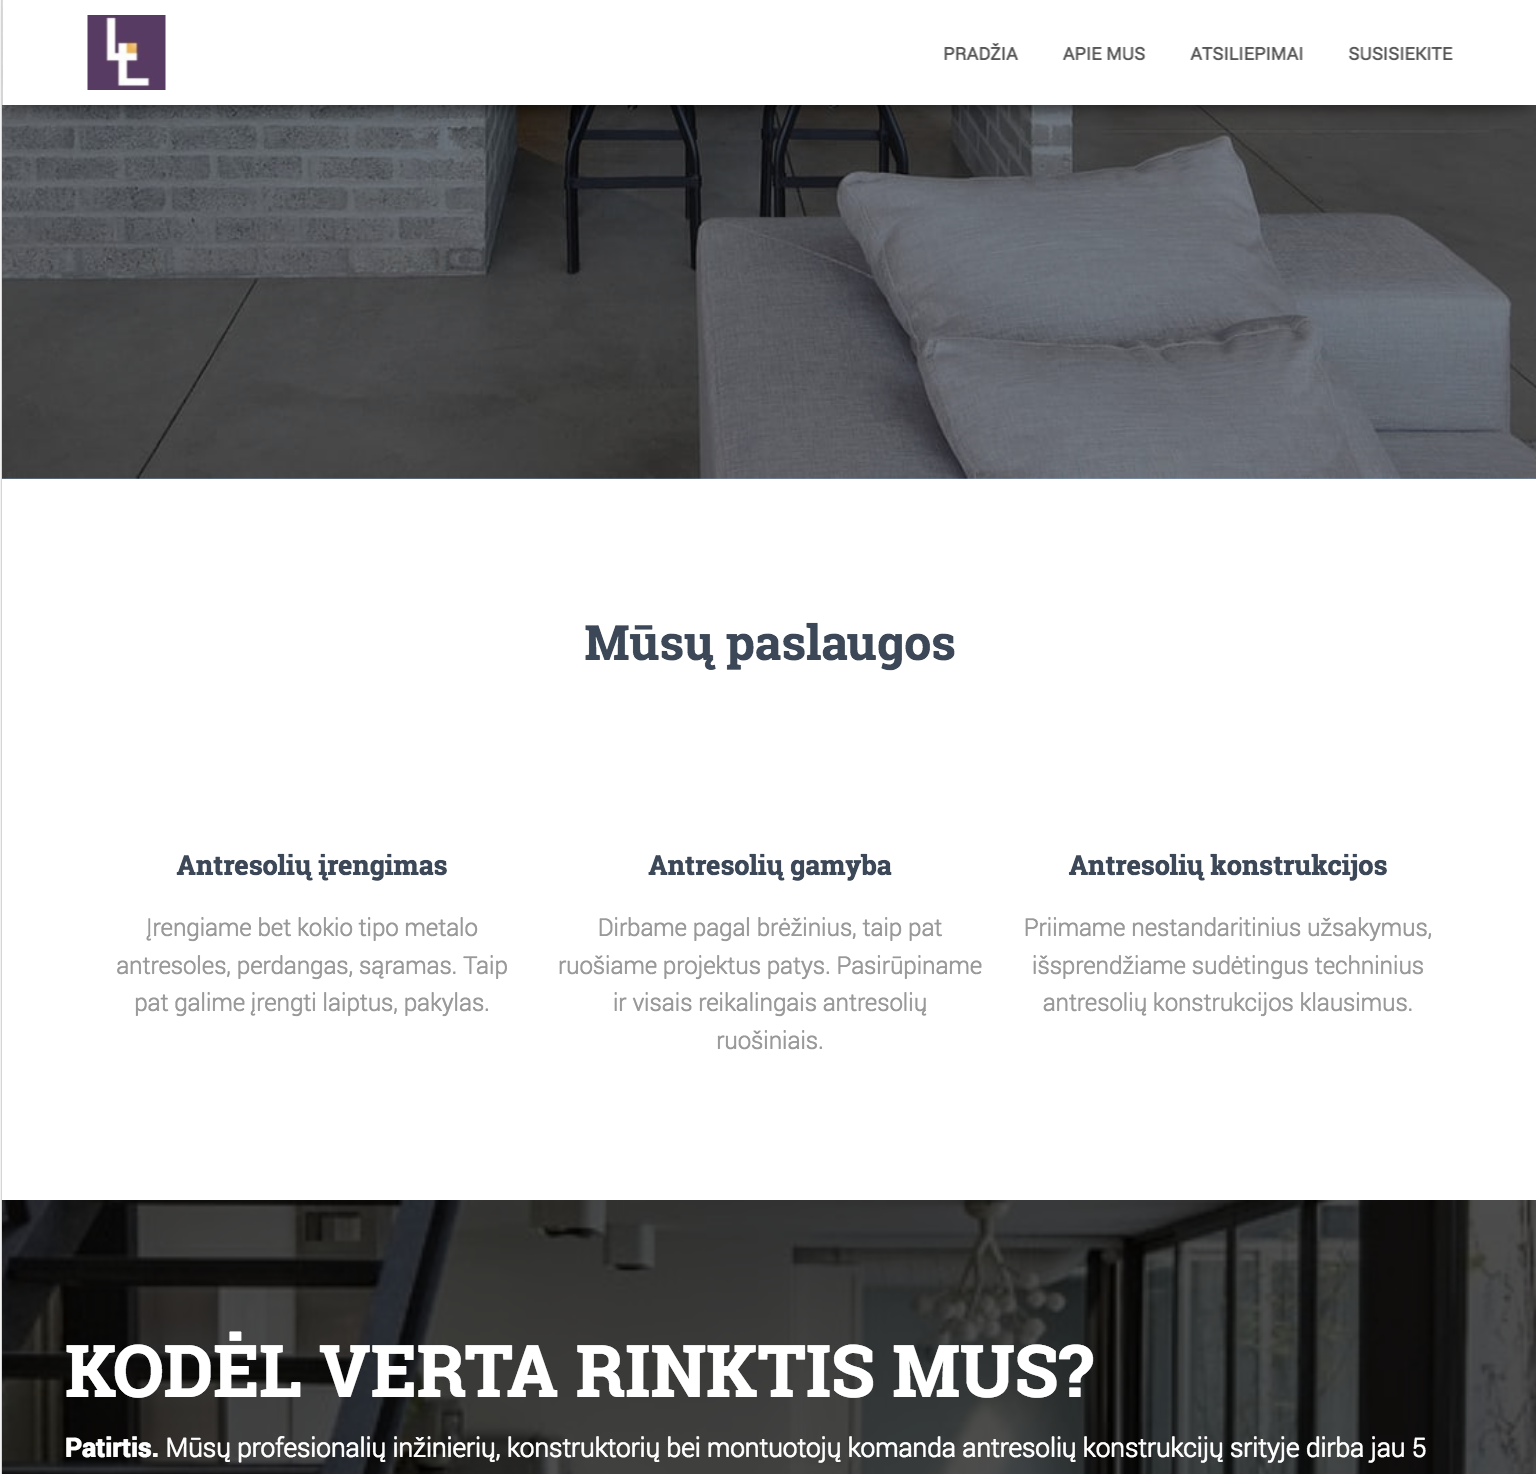 PRADŽIA APIE MUS ATSILIEPIMAI SUSISIEKITE
Mūsų paslaugos
Antresolių įrengimas
Įrengiame bet kokio tipo metalo
antresoles, perdangas, sąramas. Taip
pat galime įrengti laiptus, pakylas.
Antresolių gamyba
Dirbame pagal brėžinius, taip pat
ruošiame projektus patys. Pasirūpiname
ir visais reikalingais antresolių
ruošiniais.
Antresolių konstrukcijos
Priimame nestandaritinius užsakymus,
išsprendžiame sudėtingus techninius
antresolių konstrukcijos klausimus.
KODĖL VERTA RINKTIS MUS?
Patirtis. Mūsų profesionalių inžinierių, konstruktorių bei montuotojų komanda antresolių konstrukcijų srityje dirba jau 5